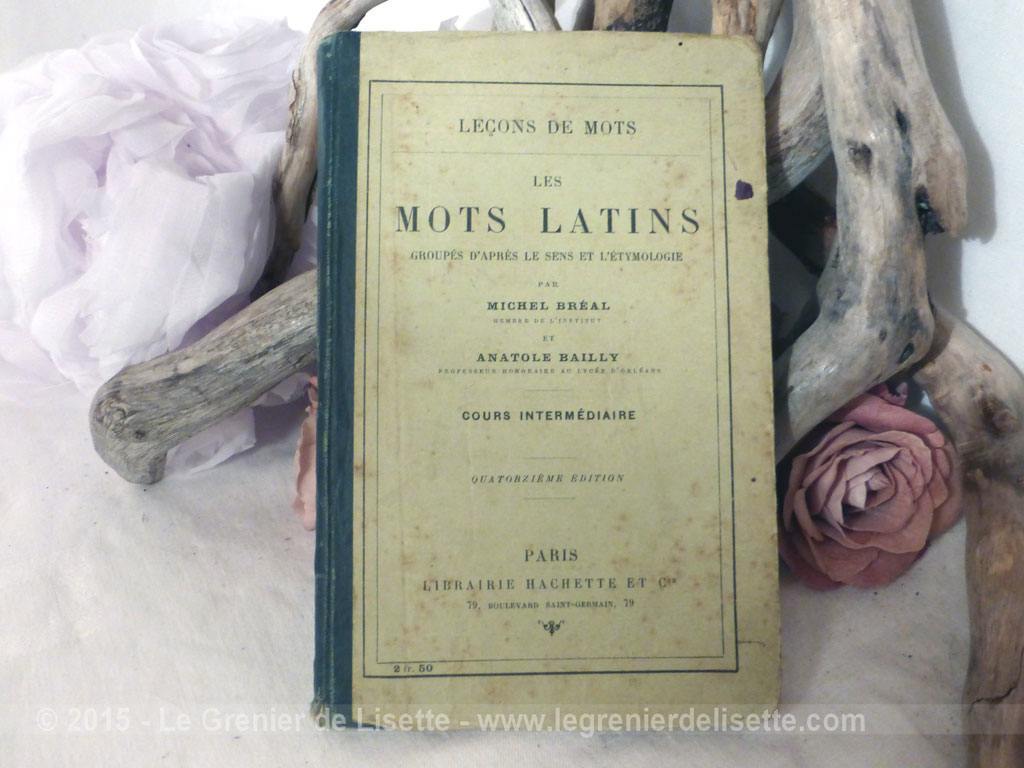 LEÇONS DE MOTS
LES
MOTS LATINS
GROUPÉS D'APRÈS LE SENS ET L'ÉTYMOLOGIE
PAR
MICHEL BRÉAL
MEMBRE DE L'INSTITUT
ET
ANATOLE BAILLY
PROFESSEUR HONORAIRE AU LYCÉE D'ORLÉANS
COURS INTERMÉDIAIRE
QUATORZIÈME ÉDITION
PARIS
LIBRAIRIE HACHETTE ET Cie
79, BOULEVARD SAINT-GERMAIN, 79
2 fr. 50
© 2015 - Le Grenier de Lisette - www.legrenierdelisette.com